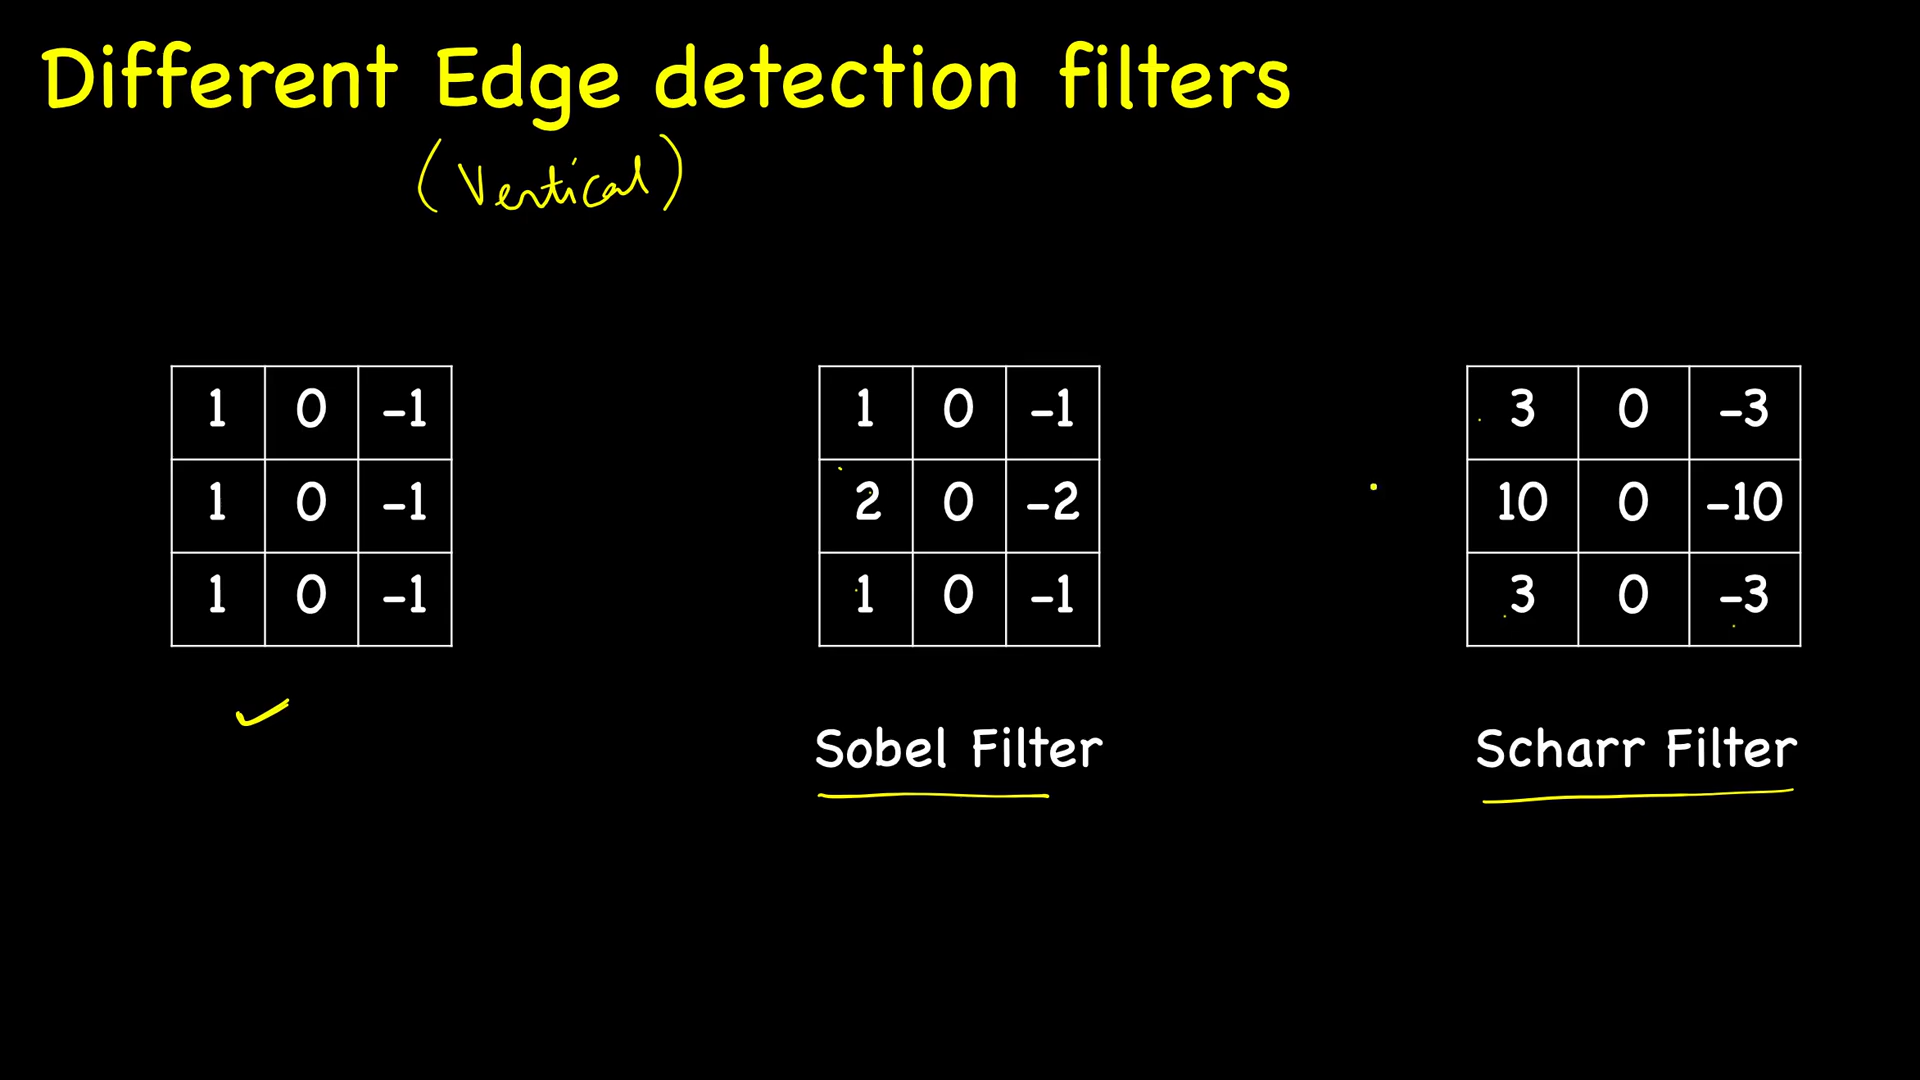 Different Edge detection filters
(Vertical)
1 0 -1
1 0 -1
1 0 -1
1 0 -1
2 0 -2
1 0 -1
Sobel Filter
3 0 -3
10 0 -10
3 0 -3
Scharr Filter